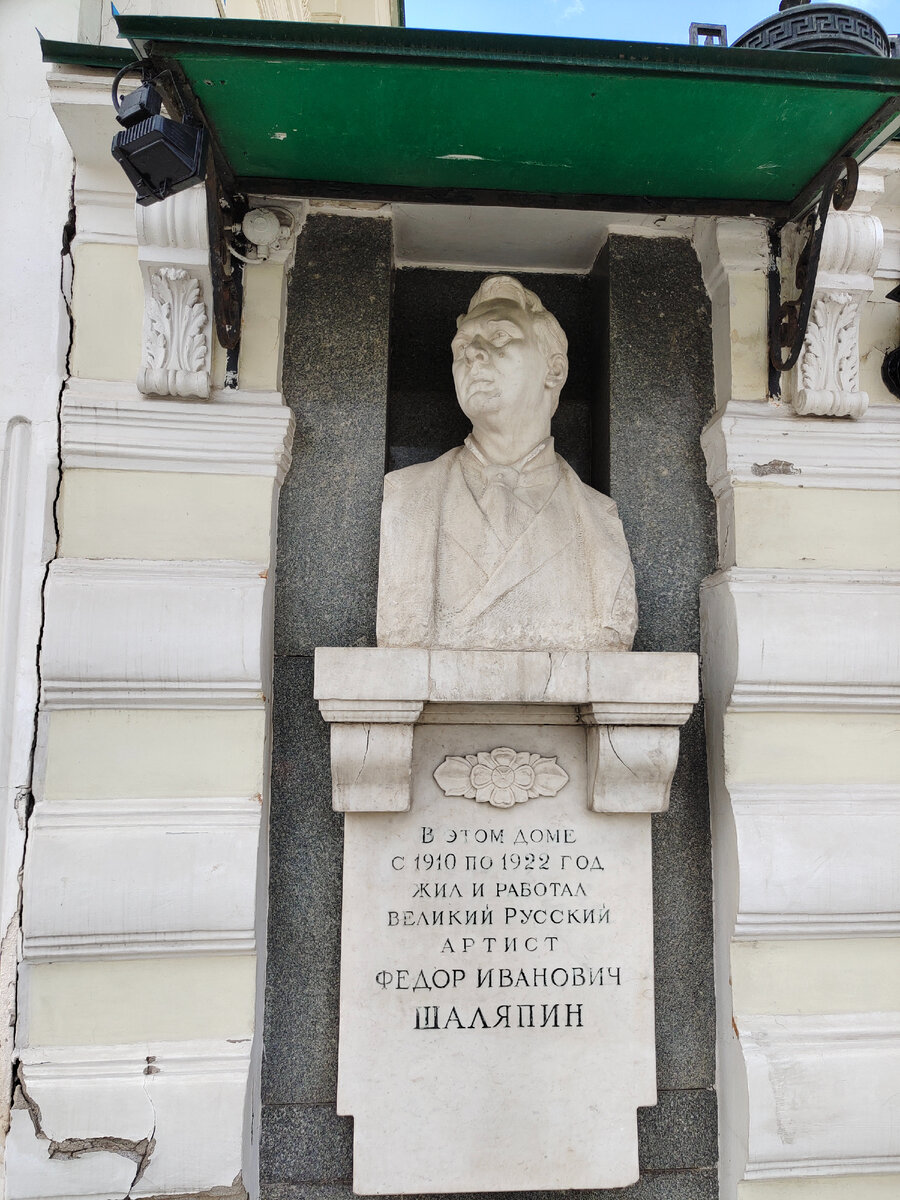 В этом доме
с 1910 по 1922 год
жил и работал
великий Русский
артист
Федор Иванович
Шаляпин